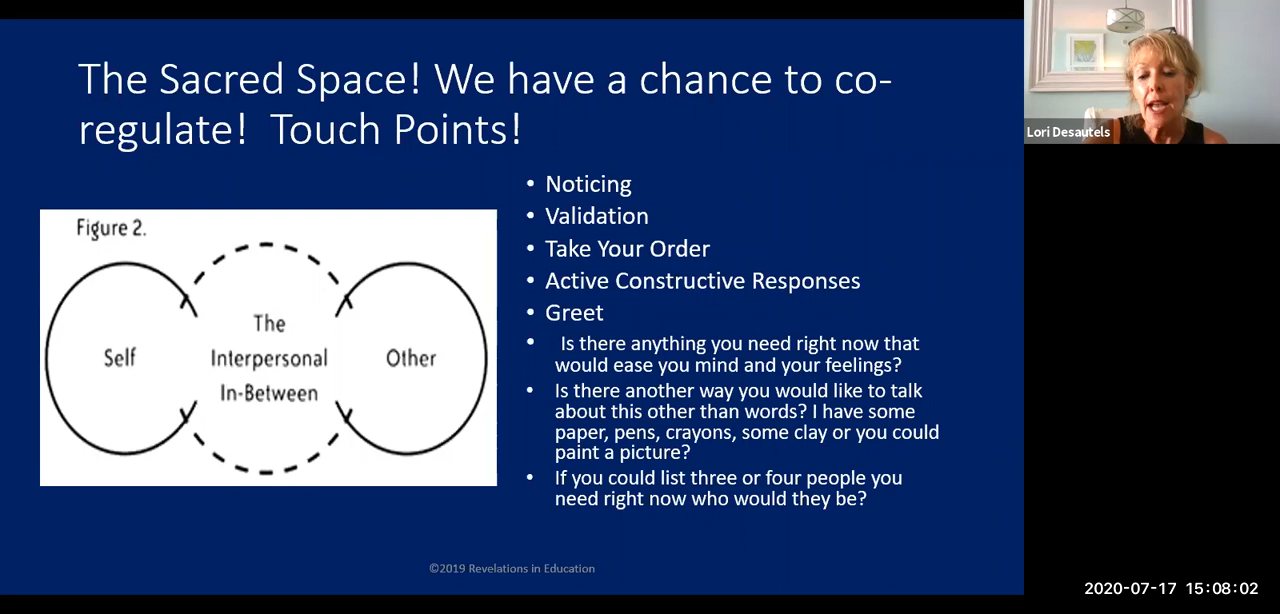 The Sacred Space! We have a chance to co-
regulate!  Touch Points!
Figure 2.
Self
The
Interpersonal
In-Between
Other
• Noticing
• Validation
• Take Your Order
• Active Constructive Responses
• Greet
• Is there anything you need right now that
would ease you mind and your feelings?
• Is there another way you would like to talk
about this other than words? I have some
paper, pens, crayons, some clay or you could
paint a picture?
• If you could list three or four people you
need right now who would they be?
©2019 Revelations in Education
Lori Desautels
2020-07-17 15:08:02